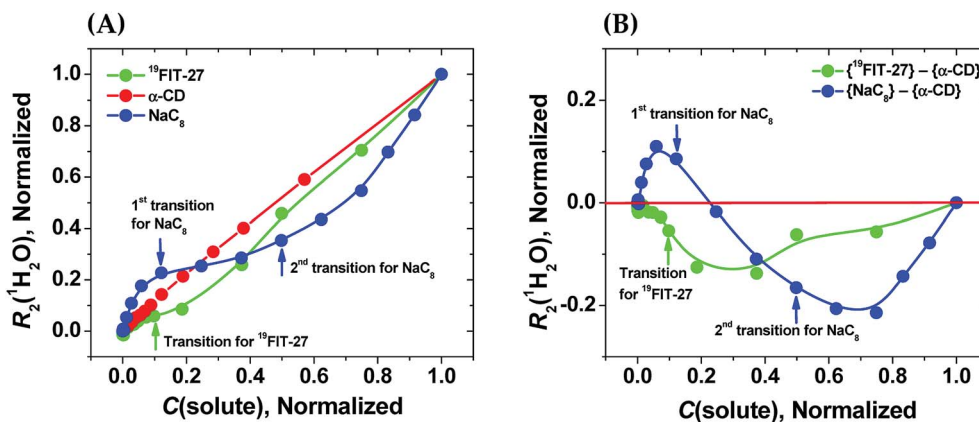 (A)
R₂(¹H₂O), Normalized
1.0
0.8
0.6
0.4
0.2
0.0
¹⁹FIT-27
α-CD
NaC₈
1ˢᵗ transition
for NaC₈
2ⁿᵈ transition for NaC₈
Transition for ¹⁹FIT-27
0.0 0.2 0.4 0.6 0.8 1.0
C(solute), Normalized
(B)
R₂(¹H₂O), Normalized
0.2
0.0
-0.2
{¹⁹FIT-27} – {α-CD}
{NaC₈} – {α-CD}
1ˢᵗ transition for NaC₈
Transition
for ¹⁹FIT-27
2ⁿᵈ transition for NaC₈
0.0 0.2 0.4 0.6 0.8 1.0
C(solute), Normalized